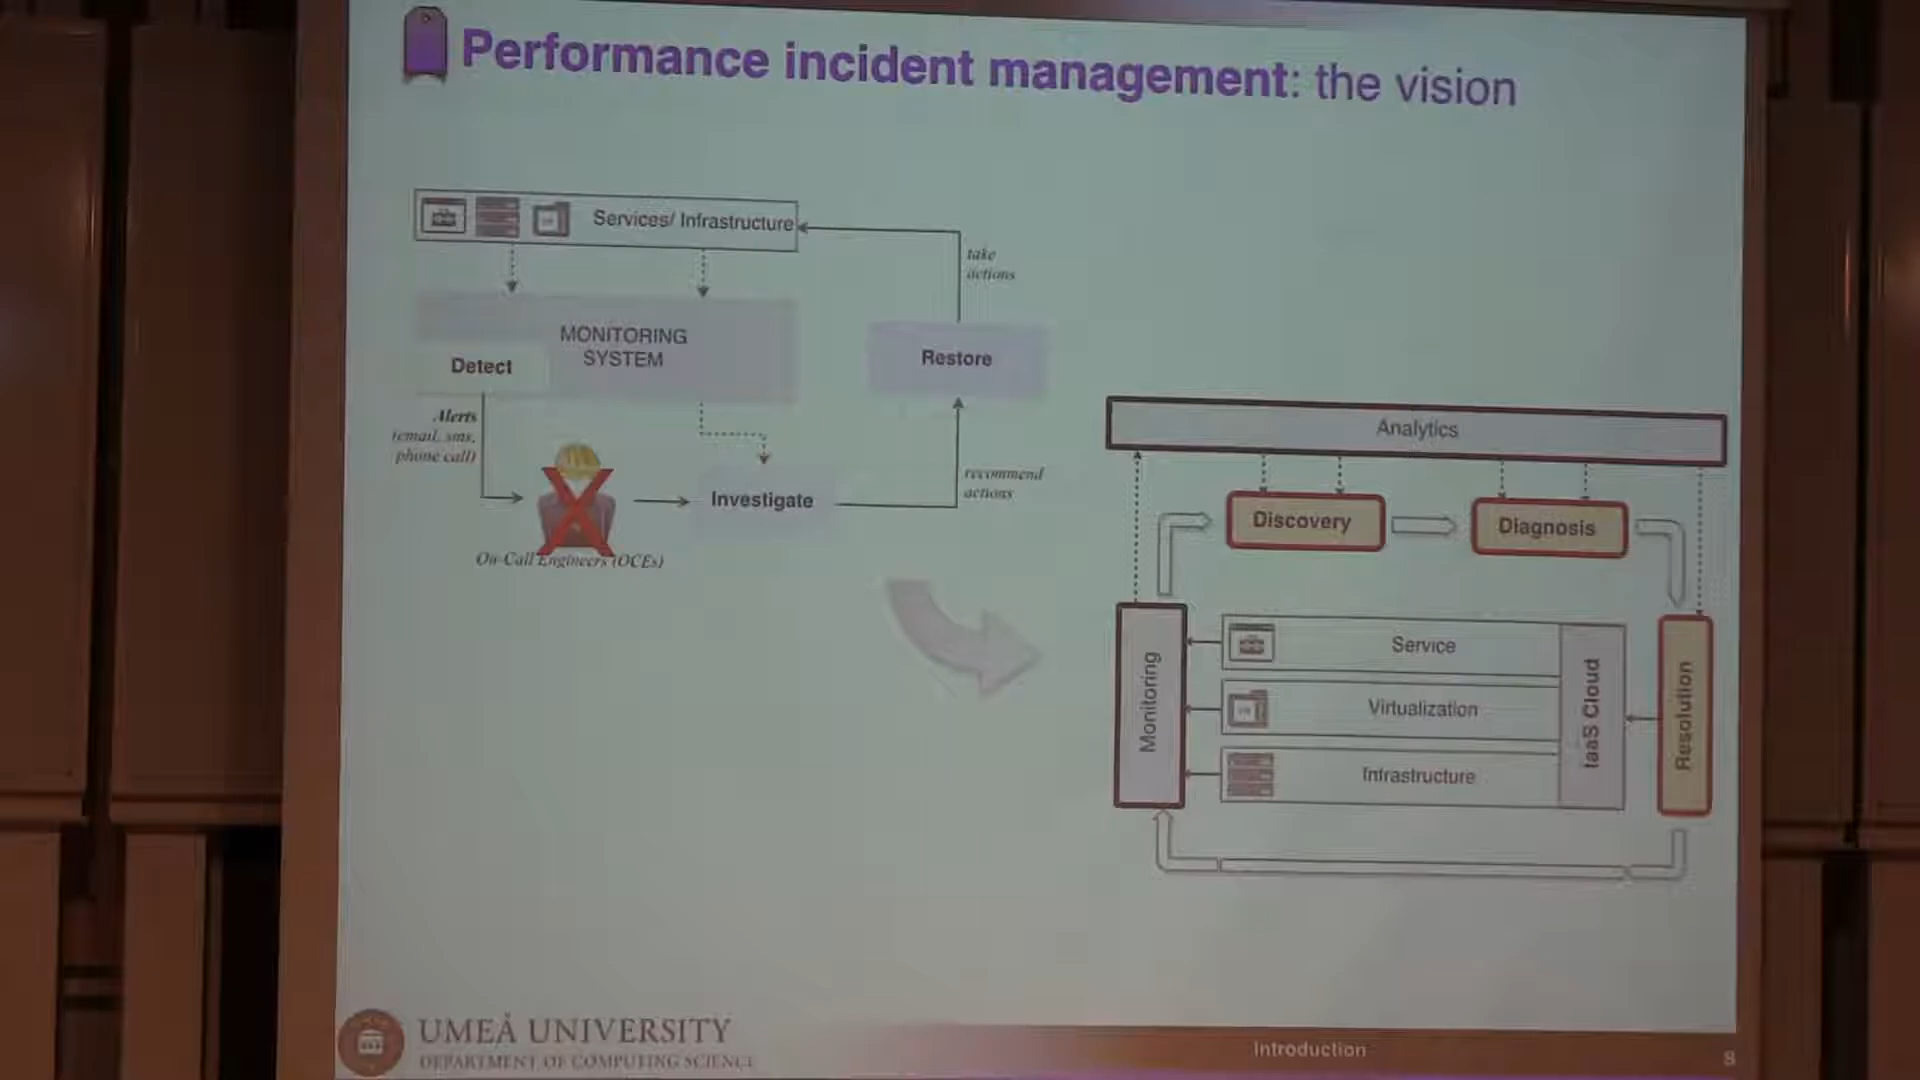 Performance incident management: the vision
Services/ Infrastructure
take
actions
MONITORING
SYSTEM
Detect
Restore
Alerts
(email, sms,
phone call)
Investigate
recommend
actions
On-Call Engineers (OCEs)
Analytics
Discovery
Diagnosis
Monitoring
Service
Virtualization
Infrastructure
IaaS Cloud
Resolution
UMEÅ UNIVERSITY
DEPARTMENT OF COMPUTING SCIENCE
Introduction
8